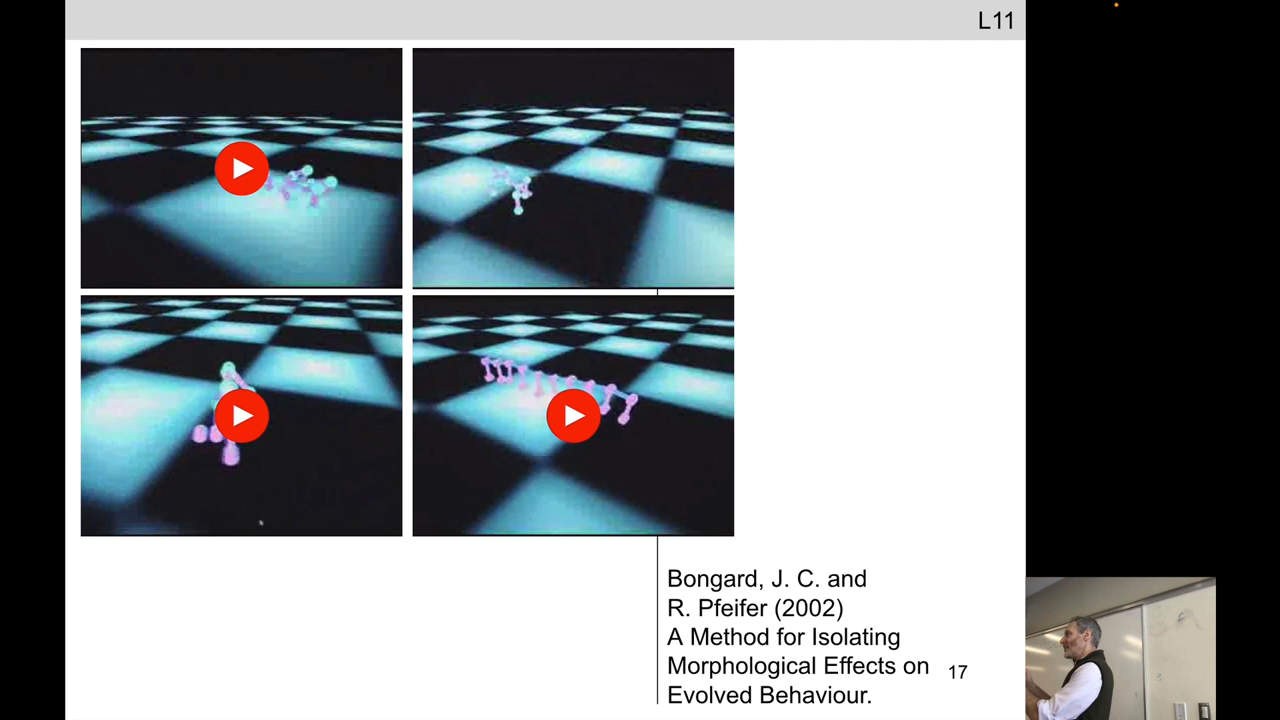 L11
Bongard, J. C. and
R. Pfeifer (2002)
A Method for Isolating
Morphological Effects on
Evolved Behaviour.
17